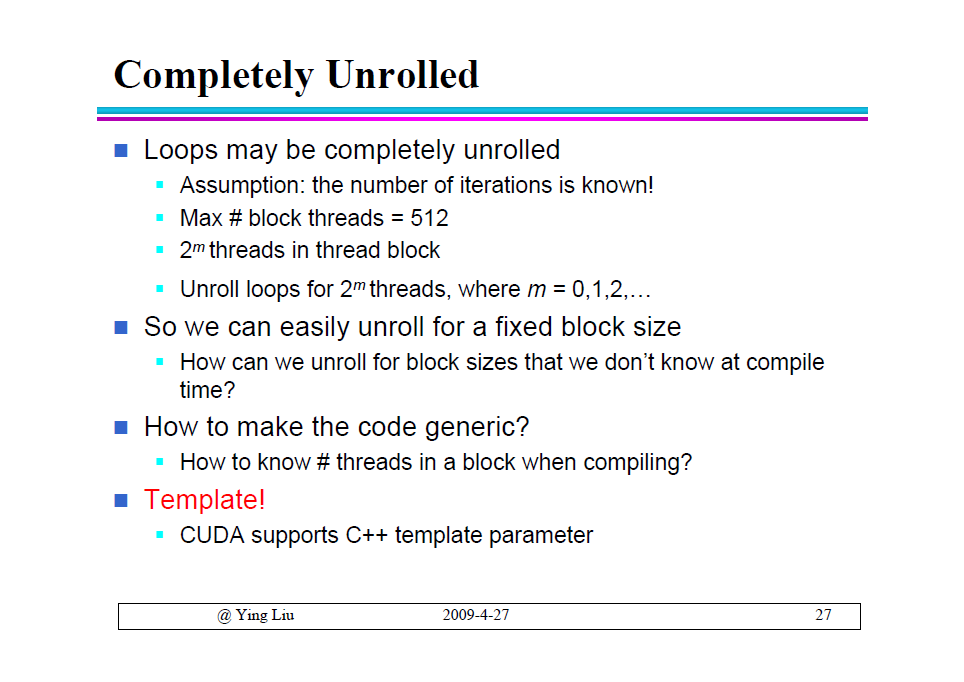 Completely Unrolled
Loops may be completely unrolled
Assumption: the number of iterations is known!
Max # block threads = 512
2^m threads in thread block
Unroll loops for 2^m threads, where m = 0,1,2,…
So we can easily unroll for a fixed block size
How can we unroll for block sizes that we don’t know at compile
time?
How to make the code generic?
How to know # threads in a block when compiling?
Template!
CUDA supports C++ template parameter
@ Ying Liu 2009-4-27 27